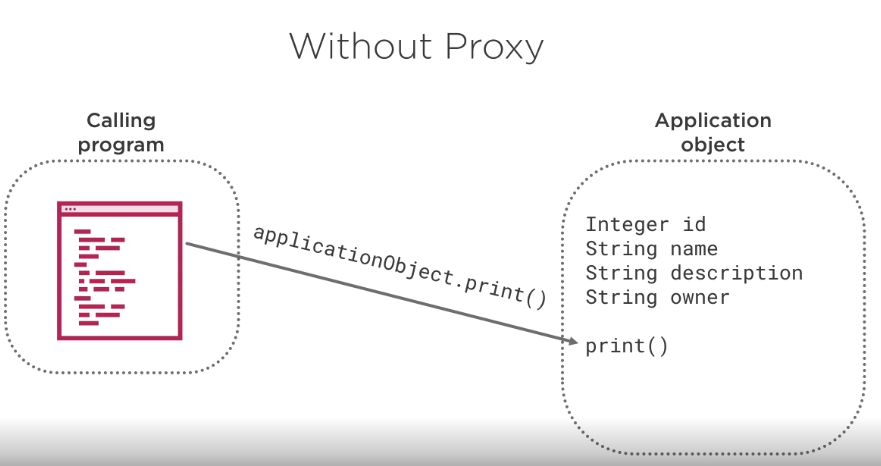 Without Proxy
Calling
program
Application
object
applicationObject.print()
Integer id
String name
String description
String owner
print()